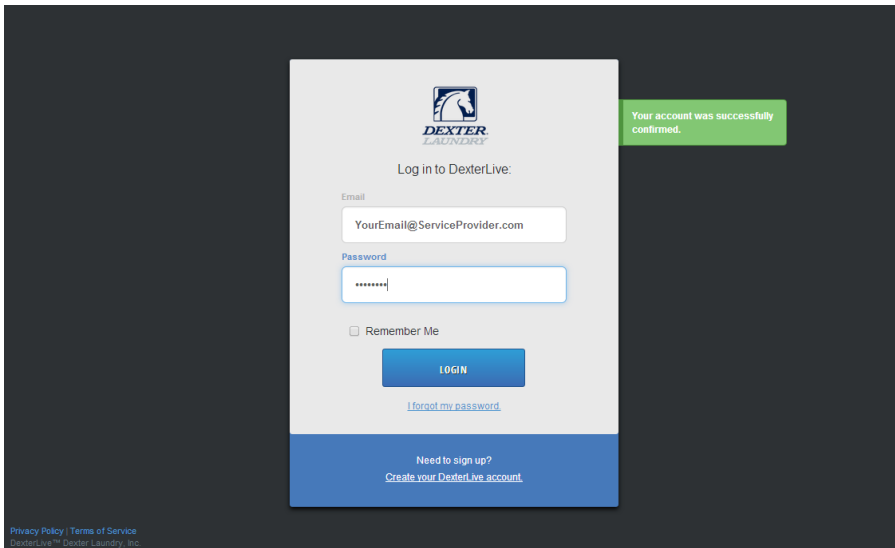 DEXTER
LAUNDRY
Your account was successfully
confirmed.
Log in to DexterLive:
Email
YourEmail@ServiceProvider.com
Password
••••••••
Remember Me
LOGIN
I forgot my password.
Need to sign up?
Create your DexterLive account.
Privacy Policy | Terms of Service
DexterLive™ Dexter Laundry, Inc.